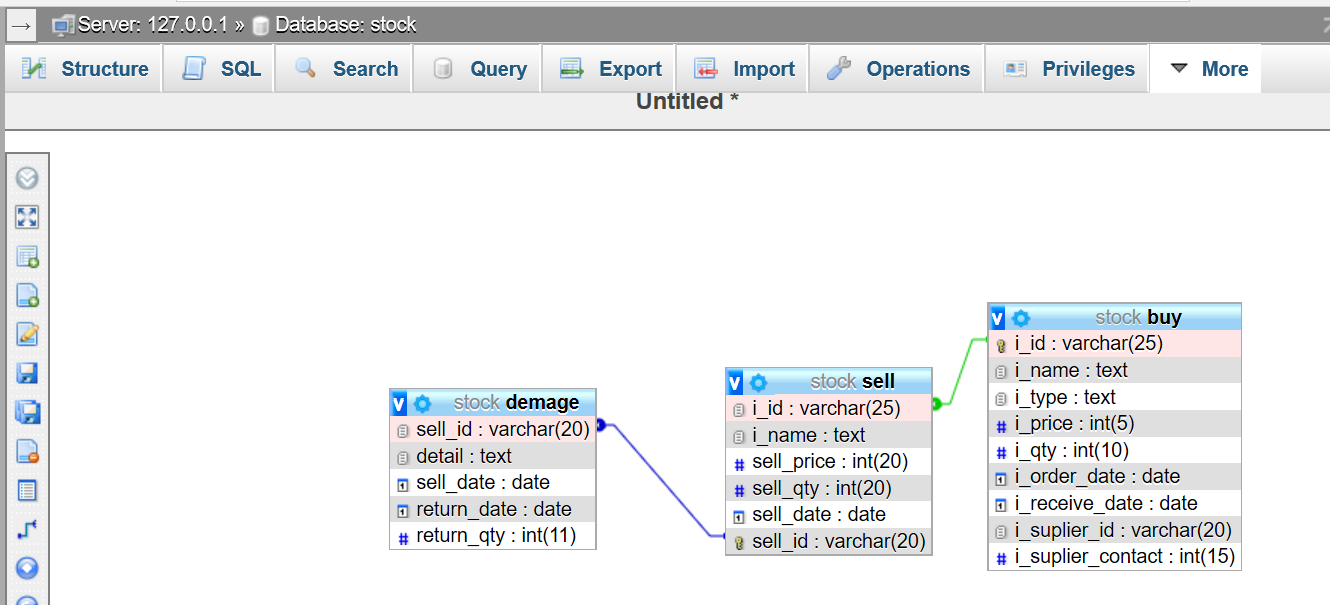 Server: 127.0.0.1 » Database: stock
Structure SQL Search Query Export Import Operations Privileges More
Untitled *
stock demage
sell_id : varchar(20)
detail : text
sell_date : date
return_date : date
return_qty : int(11)
stock sell
i_id : varchar(25)
i_name : text
sell_price : int(20)
sell_qty : int(20)
sell_date : date
sell_id : varchar(20)
stock buy
i_id : varchar(25)
i_name : text
i_type : text
i_price : int(5)
i_qty : int(10)
i_order_date : date
i_receive_date : date
i_suplier_id : varchar(20)
i_suplier_contact : int(15)